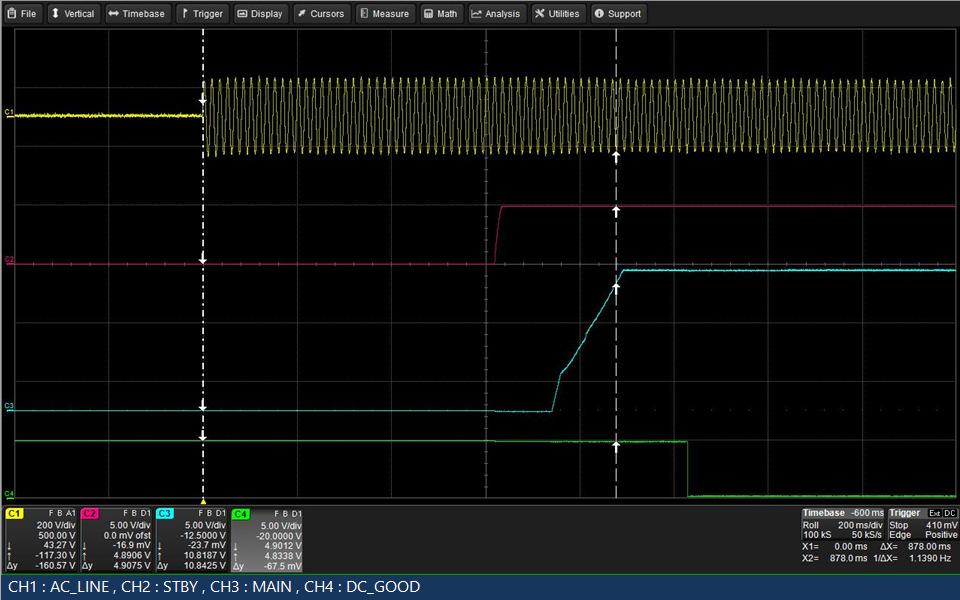 File Vertical Timebase Trigger Display Cursors Measure Math Analysis Utilities Support
C1
C2
C3
C4
C1 F B A1
200 V/div
500.00 V
43.27 V
-117.30 V
Δy -160.57 V
C2 F B D1
5.00 V/div
0.0 mV ofst
-16.9 mV
4.8906 V
Δy 4.9075 V
C3 F B D1
5.00 V/div
-12.5000 V
-23.7 mV
10.8187 V
Δy 10.8425 V
C4 F B D1
5.00 V/div
-20.0000 V
4.9012 V
4.8338 V
Δy -67.5 mV
Timebase -600 ms
Roll 200 ms/div
100 kS 50 kS/s
Trigger Ext DC
Stop 410 mV
Edge Positive
X1= 0.00 ms ΔX= 878.00 ms
X2= 878.0 ms 1/ΔX= 1.1390 Hz
CH1 : AC_LINE , CH2 : STBY , CH3 : MAIN , CH4 : DC_GOOD